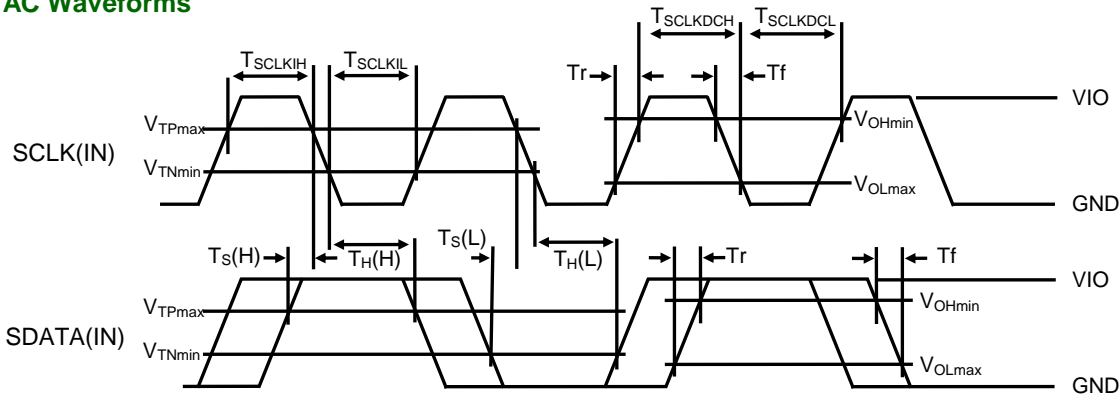 AC Waveforms
TSCLKDCH TSCLKDCL
TSCLKIH TSCLKIL
Tr Tf
VIO
VTPmax VOHmin
SCLK(IN)
VTNmin VOLmax
GND
TS(H) TH(H) TS(L) TH(L) Tr Tf
VIO
VTPmax VOHmin
SDATA(IN)
VTNmin VOLmax
GND